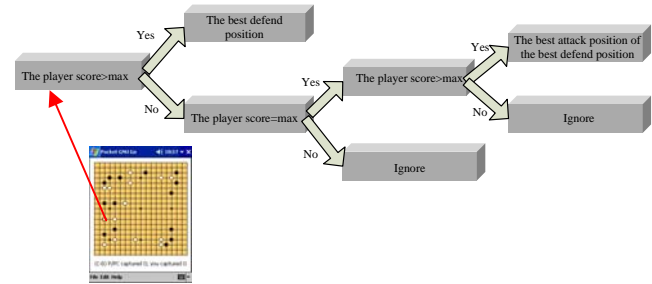 The best defend
position
Yes
The player score>max
No
The player score=max
Yes
The player score>max
Yes
The best attack position of
the best defend position
No
Ignore
No
Ignore
Pocket GNU Go
File Edit Help